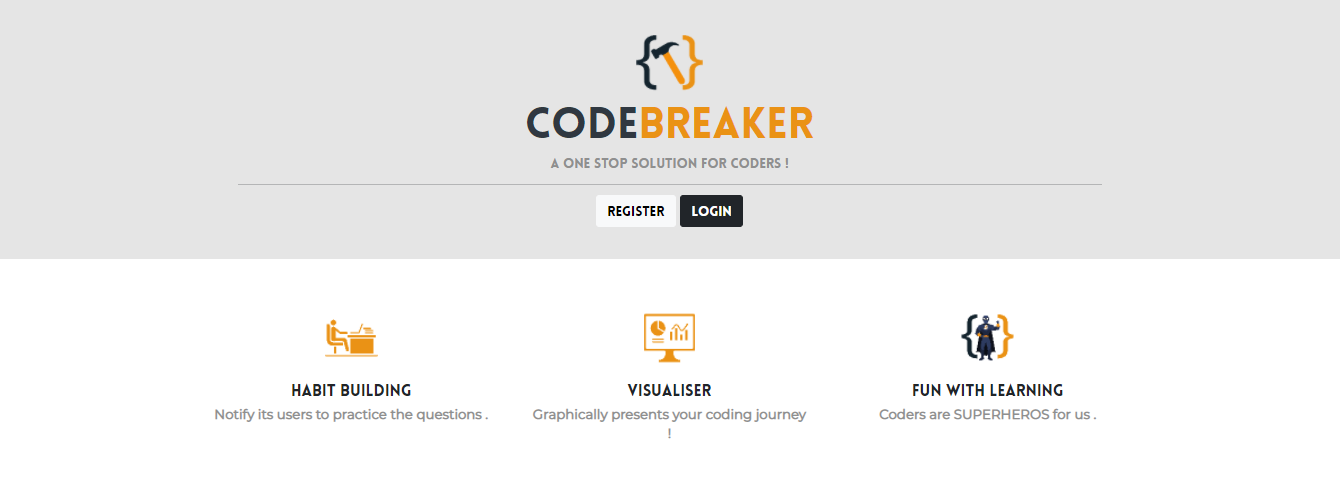 CODEBREAKER
A ONE STOP SOLUTION FOR CODERS !
REGISTER LOGIN
HABIT BUILDING
Notify its users to practice the questions .
VISUALISER
Graphically presents your coding journey
!
FUN WITH LEARNING
Coders are SUPERHEROS for us .